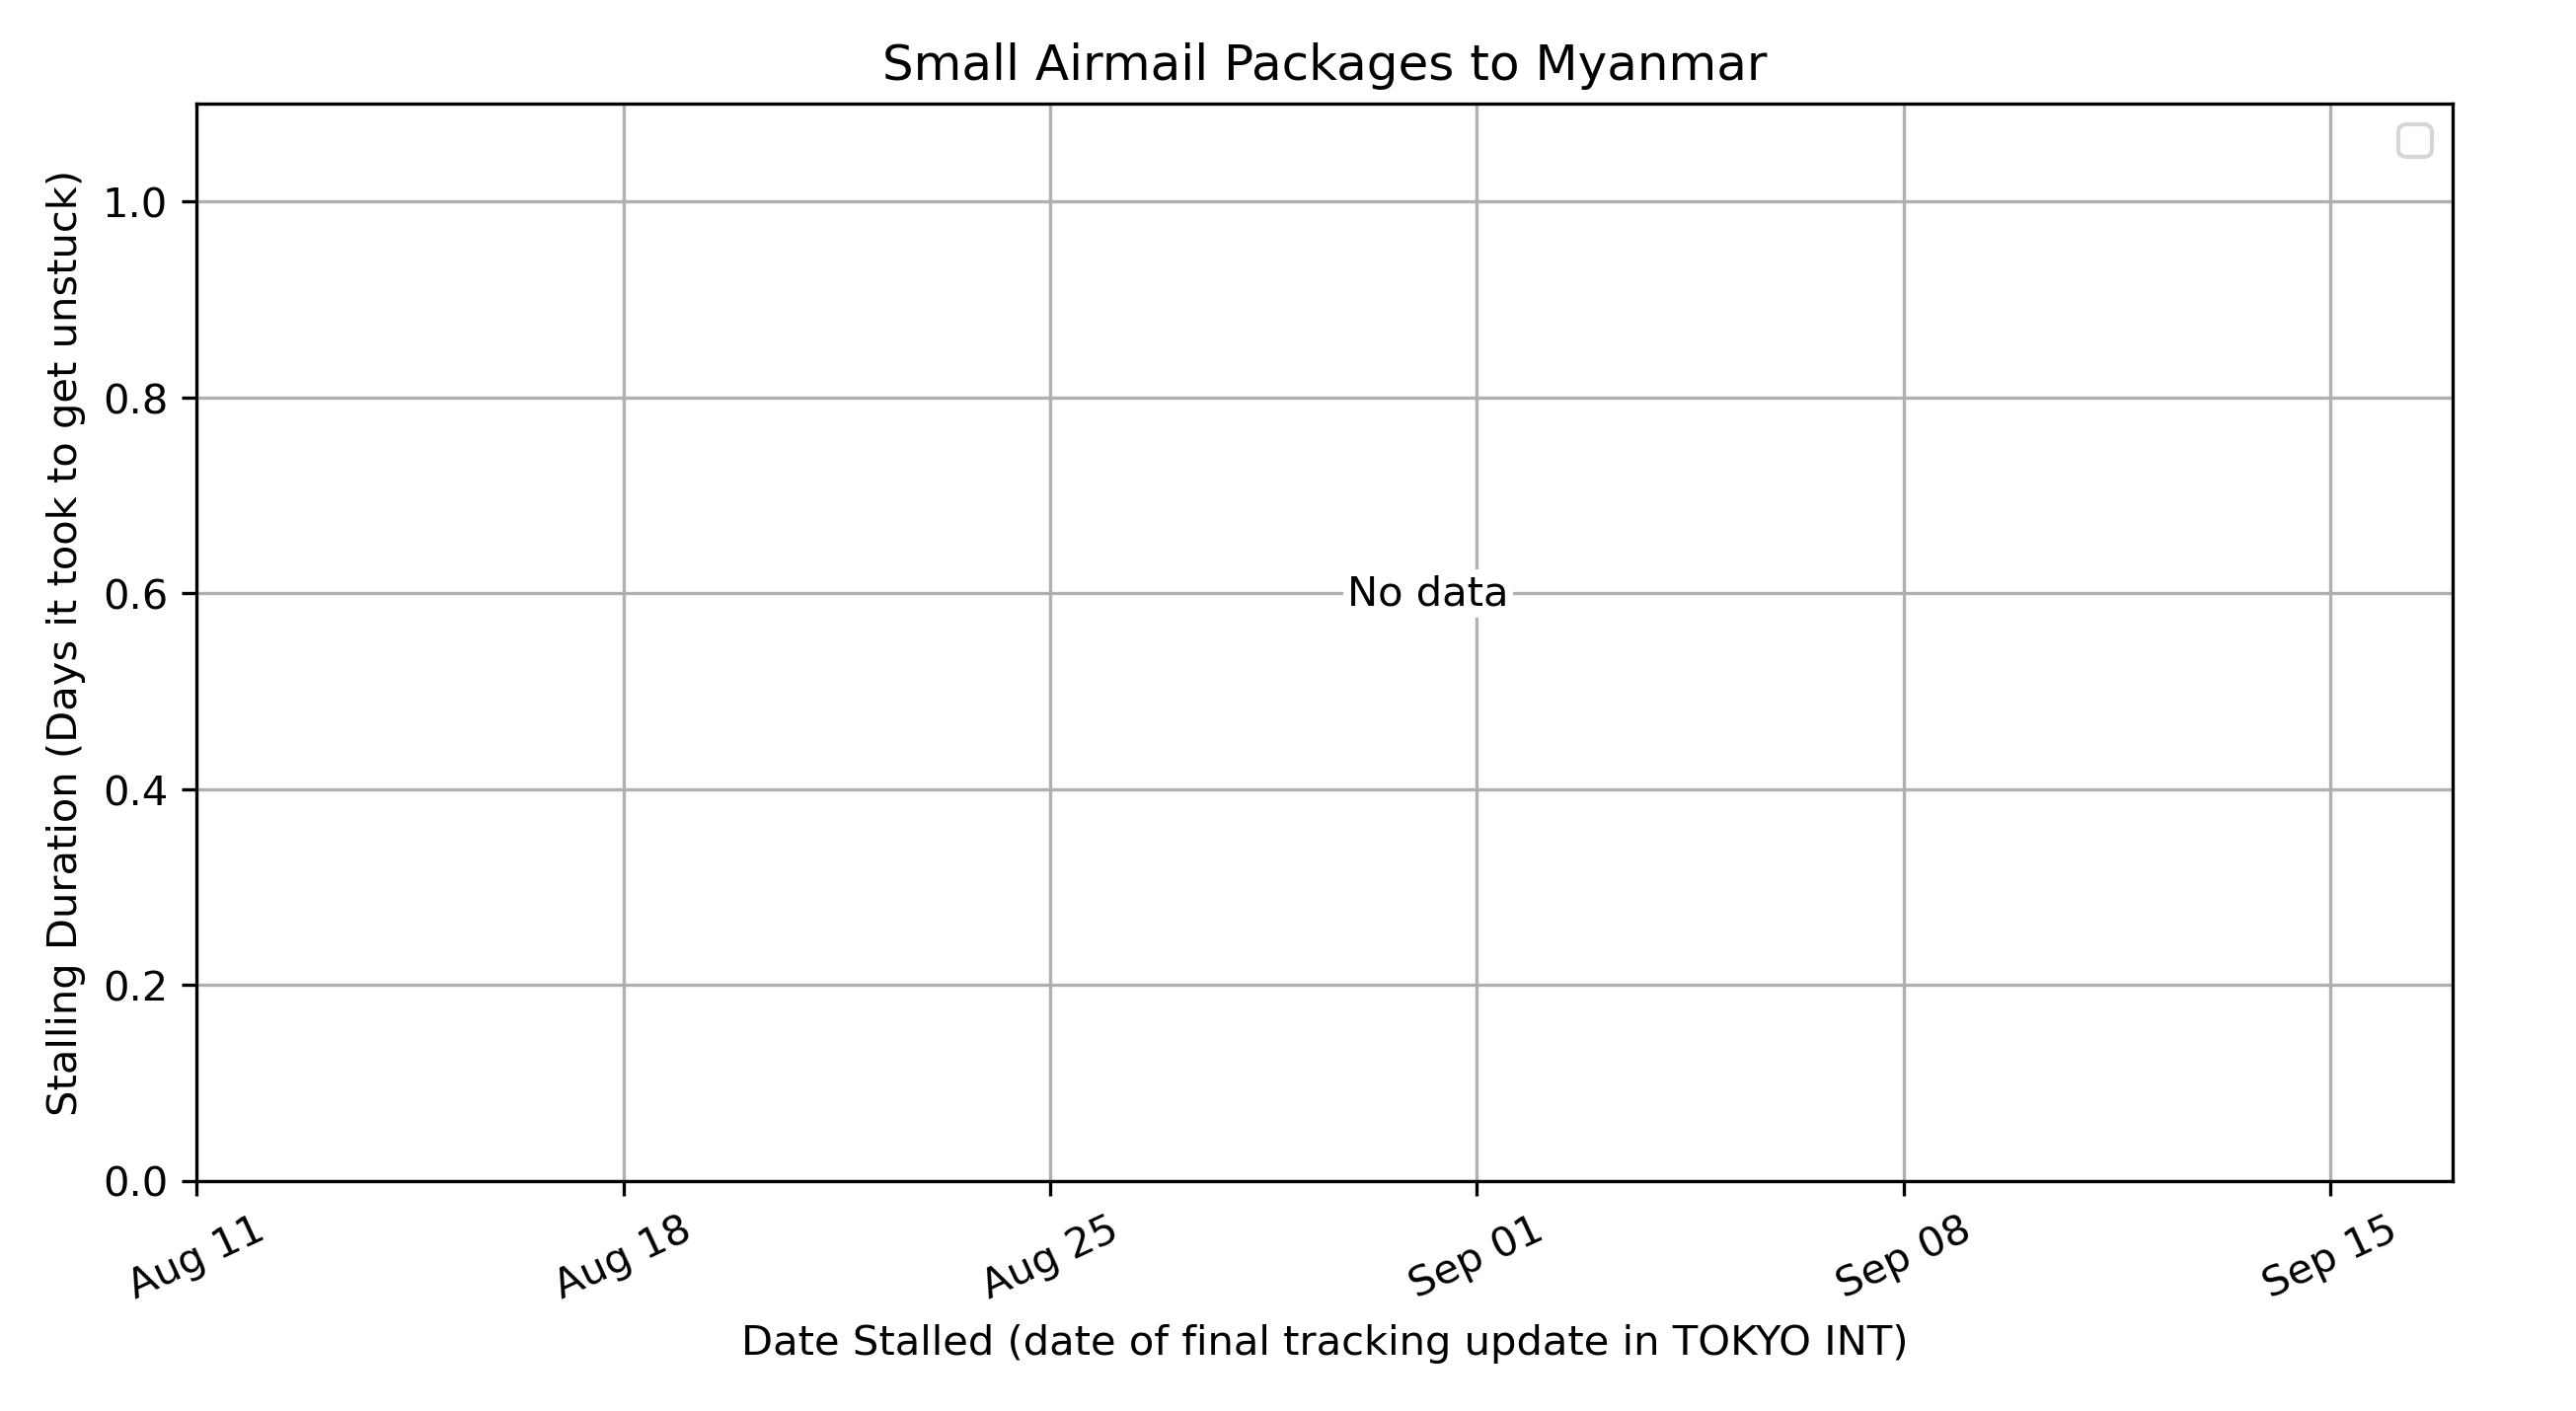 Small Airmail Packages to Myanmar
Stalling Duration (Days it took to get unstuck)
1.0
0.8
0.6
0.4
0.2
0.0
No data
Aug 11
Aug 18
Aug 25
Sep 01
Sep 08
Sep 15
Date Stalled (date of final tracking update in TOKYO INT)